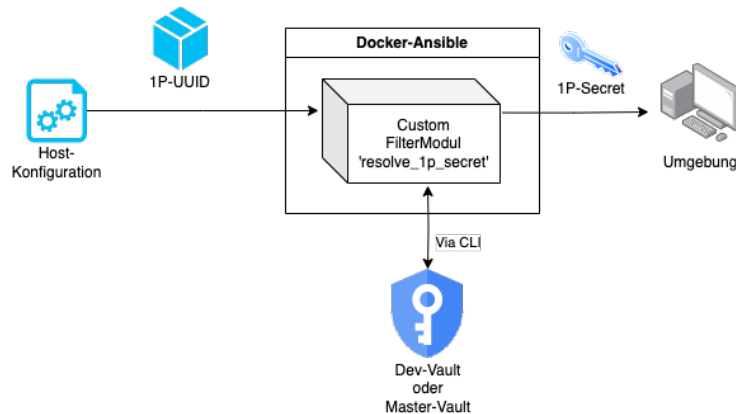 Docker-Ansible
1P-UUID
1P-Secret
Host-
Konfiguration
Custom
FilterModul
'resolve_1p_secret'
Umgebung
Via CLI
Dev-Vault
oder
Master-Vault